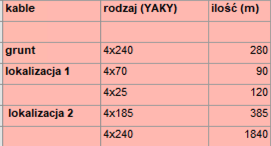 kable rodzaj (YAKY) ilość (m)
grunt 4x240 280
lokalizacja 1 4x70 90
4x25 120
lokalizacja 2 4x185 385
4x240 1840